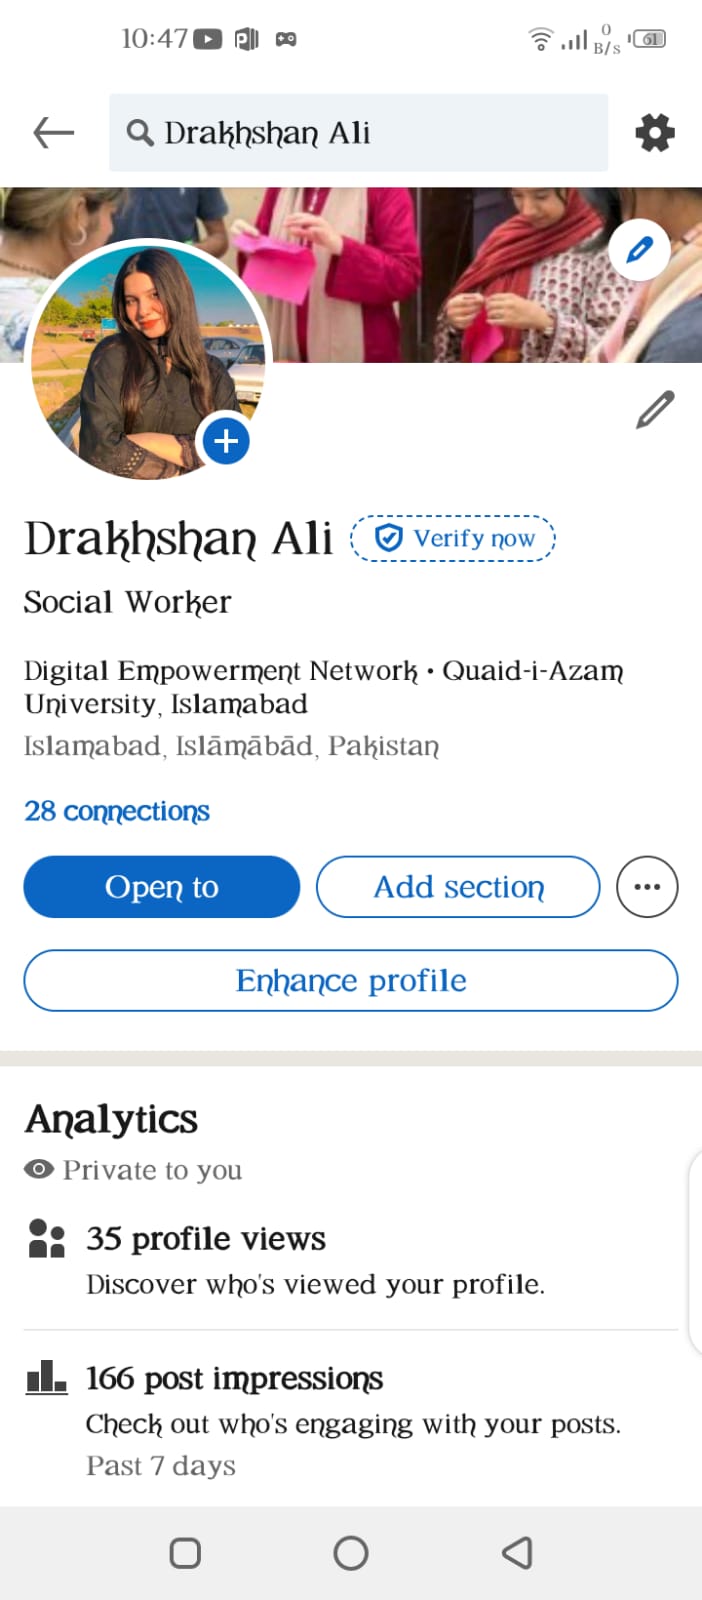 10:47
0
B/s
61
Drakhshan Ali
Drakhshan Ali
Verify now
Social Worker
Digital Empowerment Network • Quaid-i-Azam
University, Islamabad
Islamabad, Islāmābād, Pakistan
28 connections
Open to
Add section
Enhance profile
Analytics
Private to you
35 profile views
Discover who's viewed your profile.
166 post impressions
Check out who's engaging with your posts.
Past 7 days